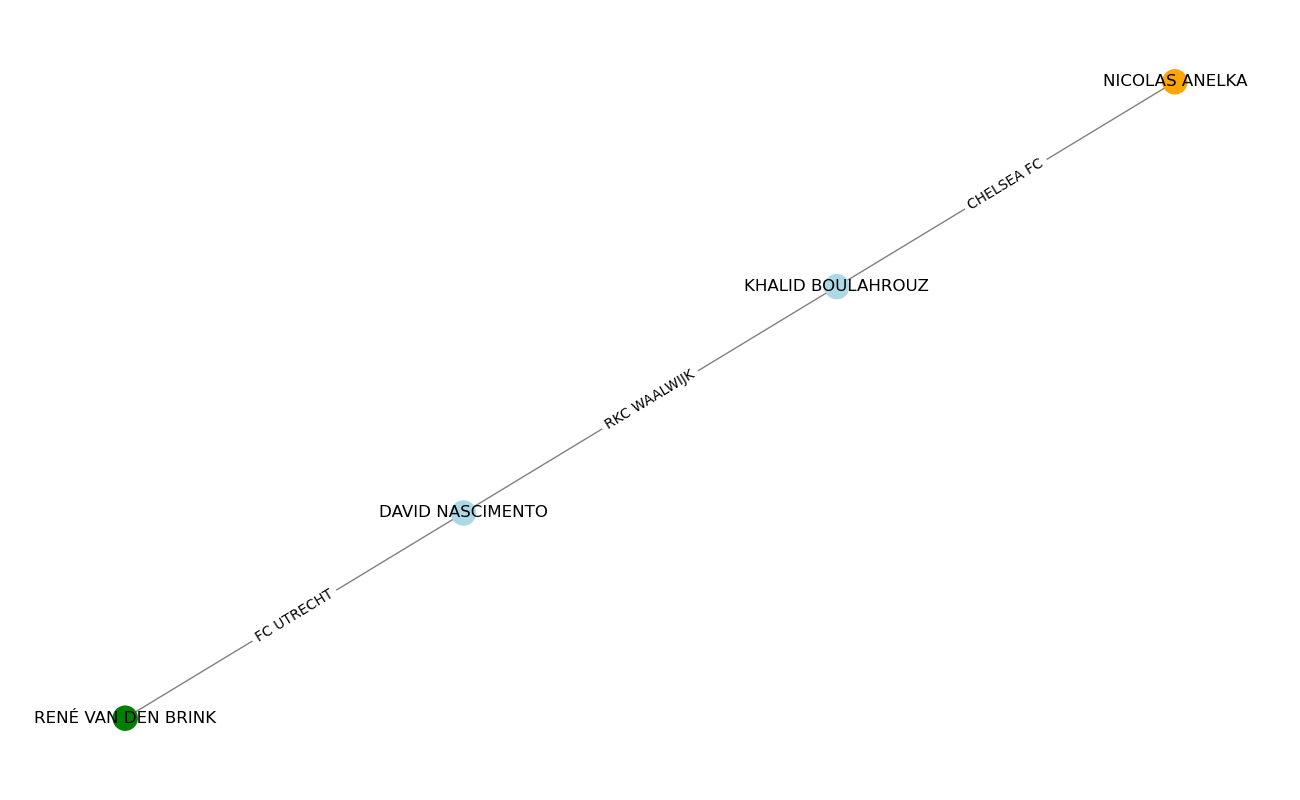 NICOLAS ANELKA
CHELSEA FC
KHALID BOULAHROUZ
RKC WAALWIJK
DAVID NASCIMENTO
FC UTRECHT
RENÉ VAN DEN BRINK